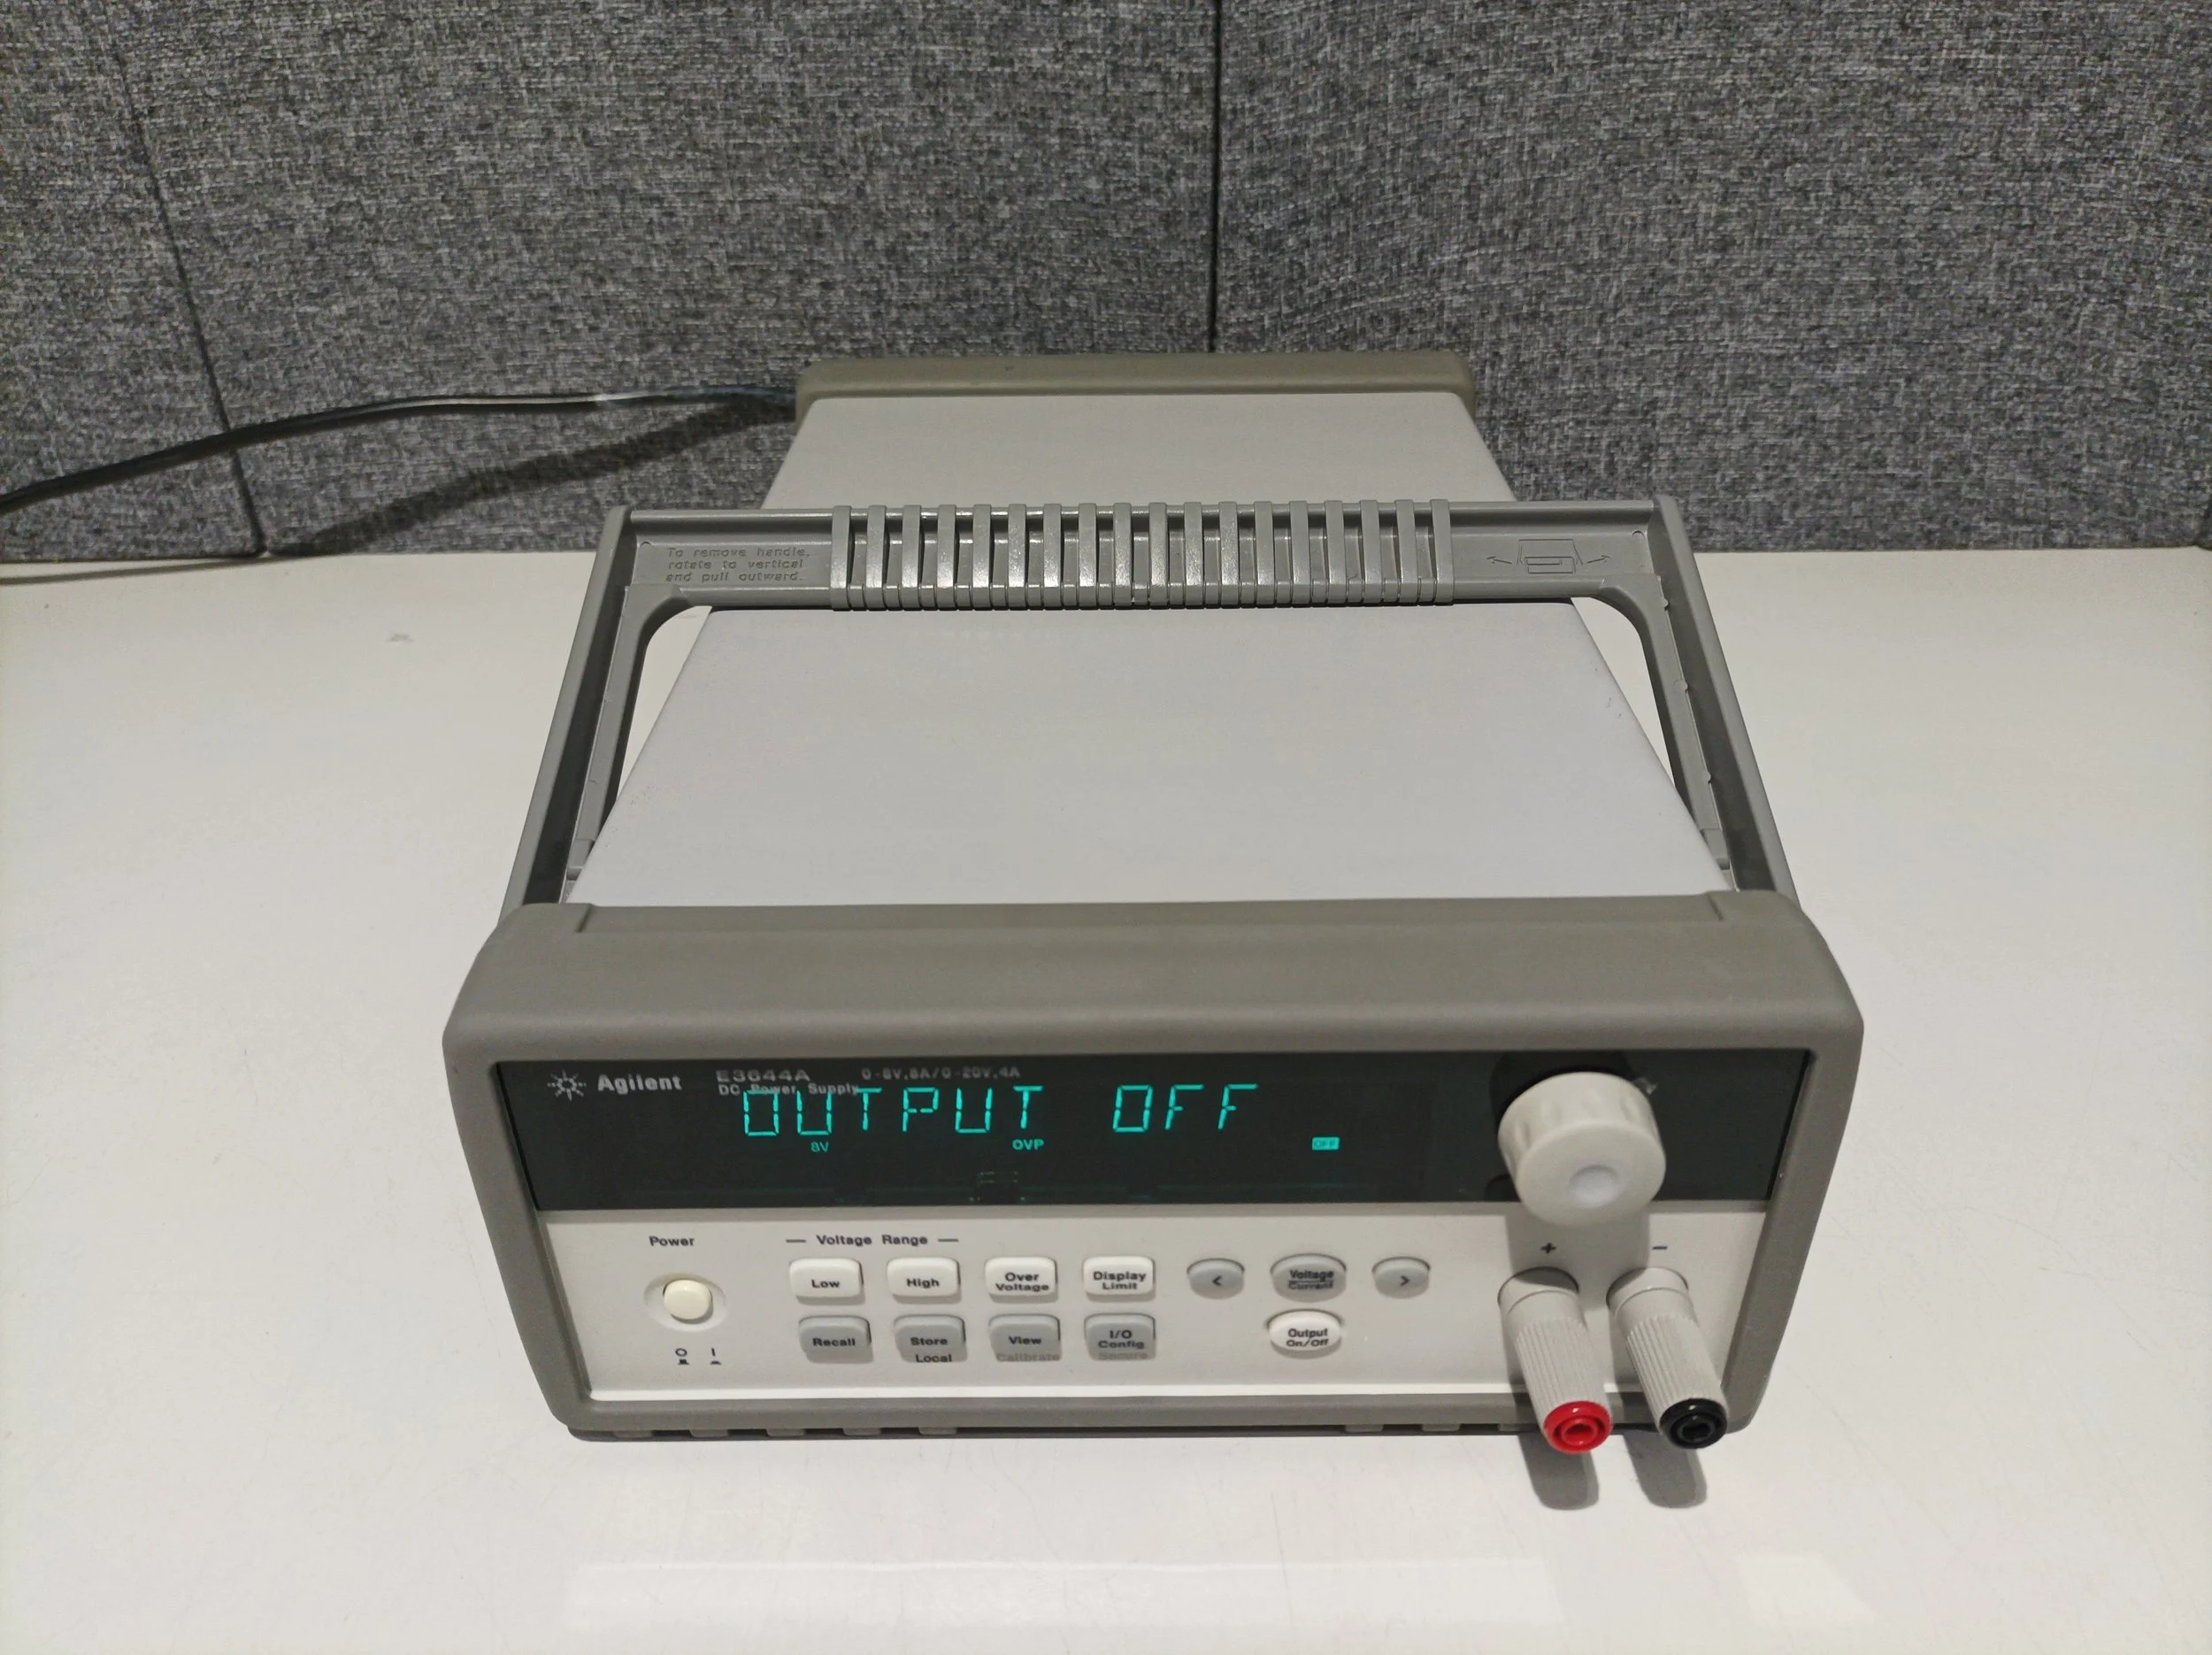 To remove handle,
rotate to vertical
and pull outward.
Agilent
E3644A
0-8V,8A/0-20V,4A
DC Power Supply
OUTPUT OFF
8V
OVP
OFF
Power
Voltage Range
+
−
Low
High
Over
Voltage
Display
Limit
<
Voltage
Current
>
Recall
Store
Local
View
Calibrate
I/O
Config
Secure
Output
On/Off
O
I